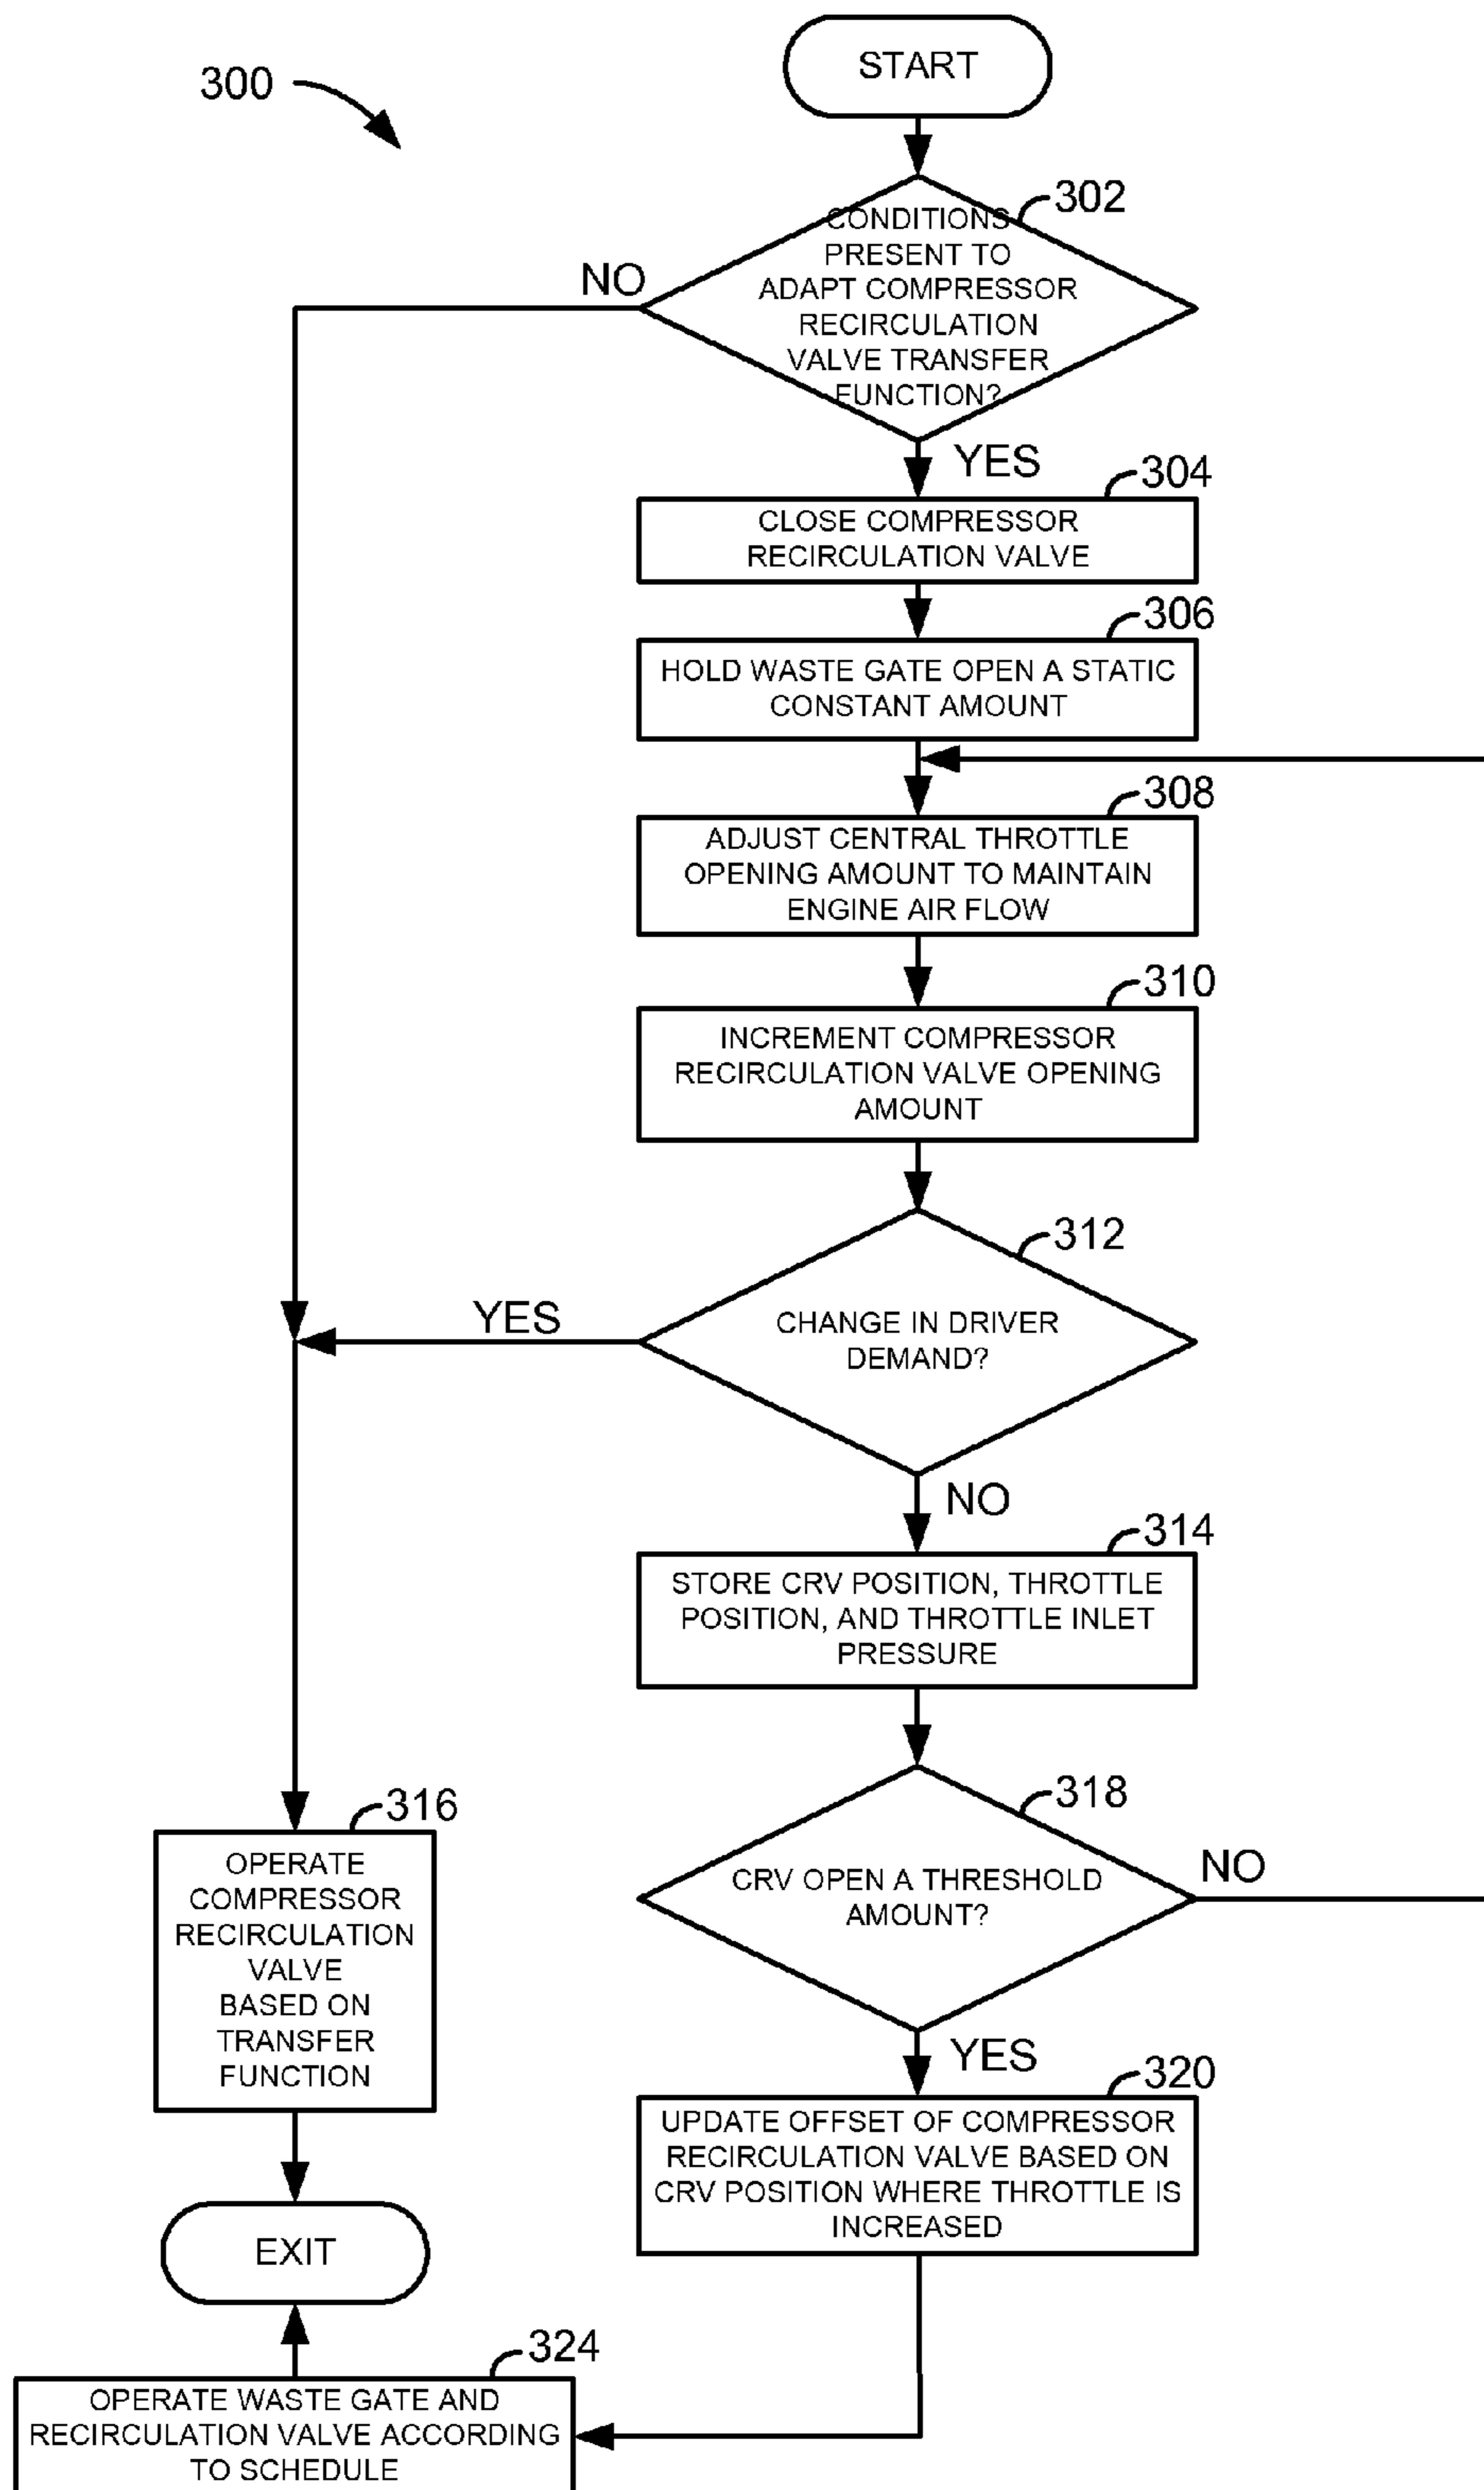 START
300
302
CONDITIONS
PRESENT TO
ADAPT COMPRESSOR
RECIRCULATION
VALVE TRANSFER
FUNCTION?
NO
YES
304
CLOSE COMPRESSOR
RECIRCULATION VALVE
306
HOLD WASTE GATE OPEN A STATIC
CONSTANT AMOUNT
308
ADJUST CENTRAL THROTTLE
OPENING AMOUNT TO MAINTAIN
ENGINE AIR FLOW
310
INCREMENT COMPRESSOR
RECIRCULATION VALVE OPENING
AMOUNT
312
CHANGE IN DRIVER
DEMAND?
YES
NO
314
STORE CRV POSITION, THROTTLE
POSITION, AND THROTTLE INLET
PRESSURE
316
OPERATE
COMPRESSOR
RECIRCULATION
VALVE
BASED ON
TRANSFER
FUNCTION
318
CRV OPEN A THRESHOLD
AMOUNT?
NO
YES
320
UPDATE OFFSET OF COMPRESSOR
RECIRCULATION VALVE BASED ON
CRV POSITION WHERE THROTTLE IS
INCREASED
EXIT
324
OPERATE WASTE GATE AND
RECIRCULATION VALVE ACCORDING
TO SCHEDULE